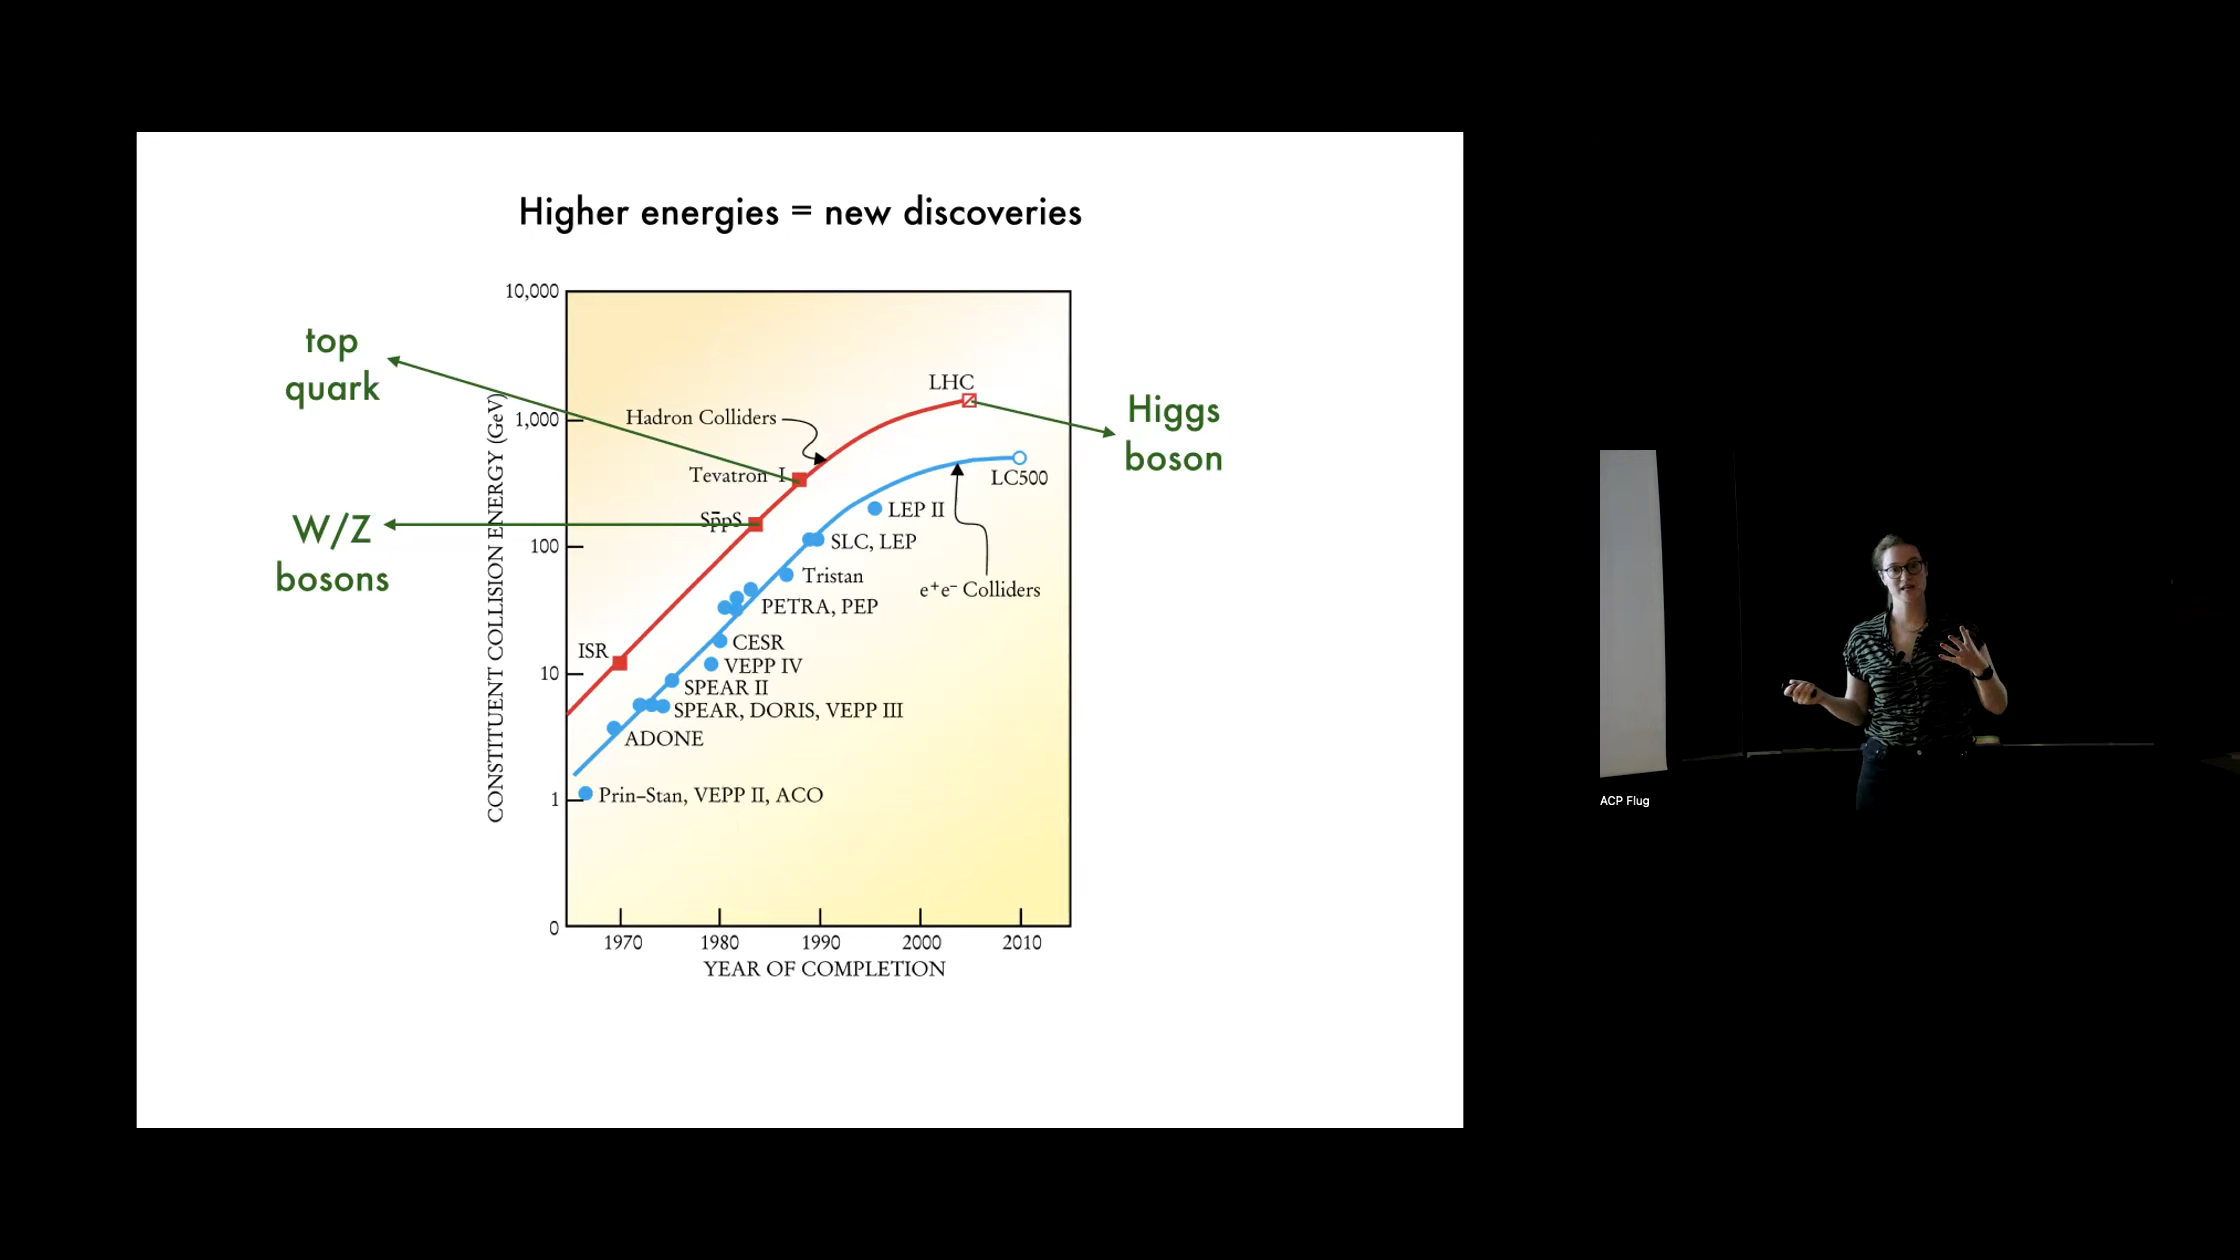 Higher energies = new discoveries
10,000
top
quark
LHC
Higgs
boson
1,000
Hadron Colliders
CONSTITUENT COLLISION ENERGY (GeV)
Tevatron I
LC500
W/Z
bosons
Sp̄pS
LEP II
100
SLC, LEP
Tristan
e⁺e⁻ Colliders
PETRA, PEP
ISR
CESR
10
VEPP IV
SPEAR II
SPEAR, DORIS, VEPP III
ADONE
1
Prin–Stan, VEPP II, ACO
0
1970 1980 1990 2000 2010
YEAR OF COMPLETION
ACP Flug